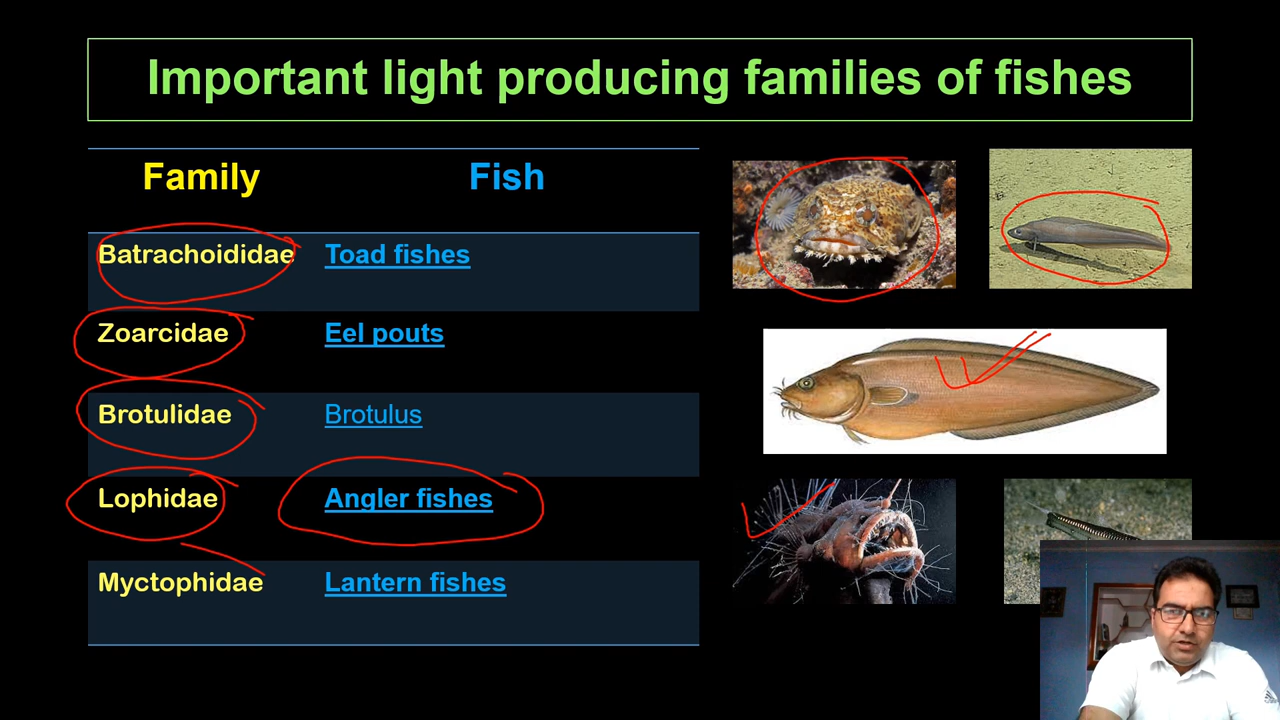 Important light producing families of fishes
Family Fish
Batrachoididae Toad fishes
Zoarcidae Eel pouts
Brotulidae Brotulus
Lophidae Angler fishes
Myctophidae Lantern fishes